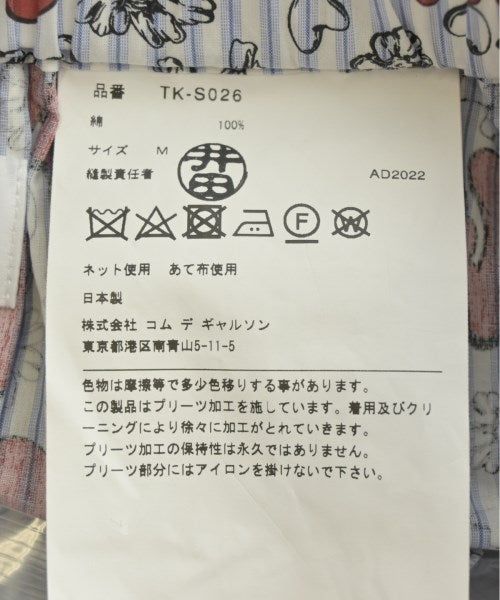 品番 TK-S026
綿 100%
サイズ M
縫製責任者 井田 AD2022
F W
ネット使用 あて布使用
日本製
株式会社 コム デ ギャルソン
東京都港区南青山5-11-5
色物は摩擦等で多少色移りする事があります。
この製品はプリーツ加工を施しています。着用及びクリ
ーニングにより徐々に加工がとれていきます。
プリーツ加工の保持性は永久ではありません。
プリーツ部分にはアイロンを掛けないで下さい。